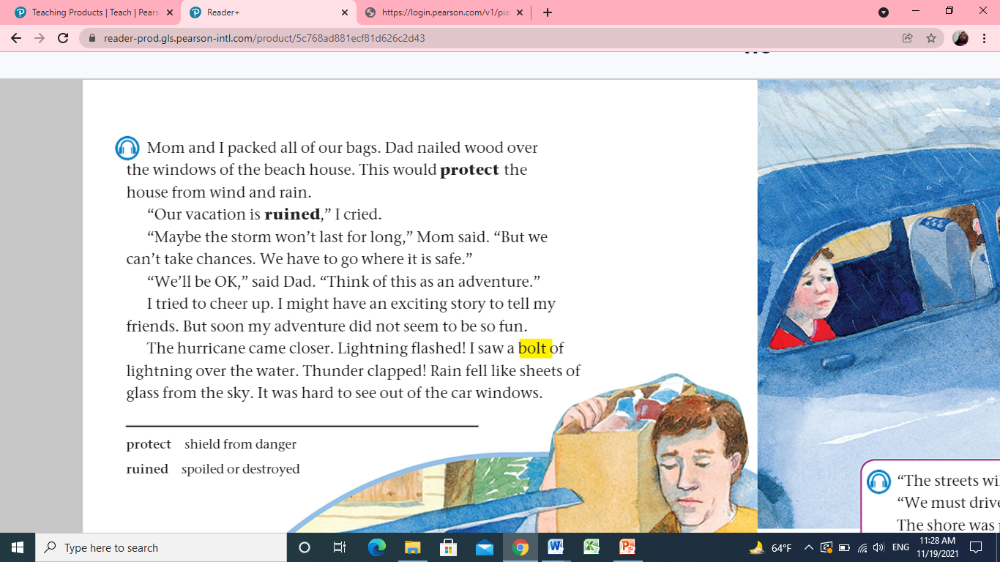 Teaching Products | Teach | Pears
Reader+
https://login.pearson.com/v1/pia
reader-prod.gls.pearson-intl.com/product/5c768ad881ecf81d626c2d43
Mom and I packed all of our bags. Dad nailed wood over
the windows of the beach house. This would protect the
house from wind and rain.
“Our vacation is ruined,” I cried.
“Maybe the storm won’t last for long,” Mom said. “But we
can’t take chances. We have to go where it is safe.”
“We’ll be OK,” said Dad. “Think of this as an adventure.”
I tried to cheer up. I might have an exciting story to tell my
friends. But soon my adventure did not seem to be so fun.
The hurricane came closer. Lightning flashed! I saw a bolt of
lightning over the water. Thunder clapped! Rain fell like sheets of
glass from the sky. It was hard to see out of the car windows.
protect shield from danger
ruined spoiled or destroyed
“The streets wi
“We must drive
The shore was
Type here to search
64°F
ENG
11:28 AM
11/19/2021